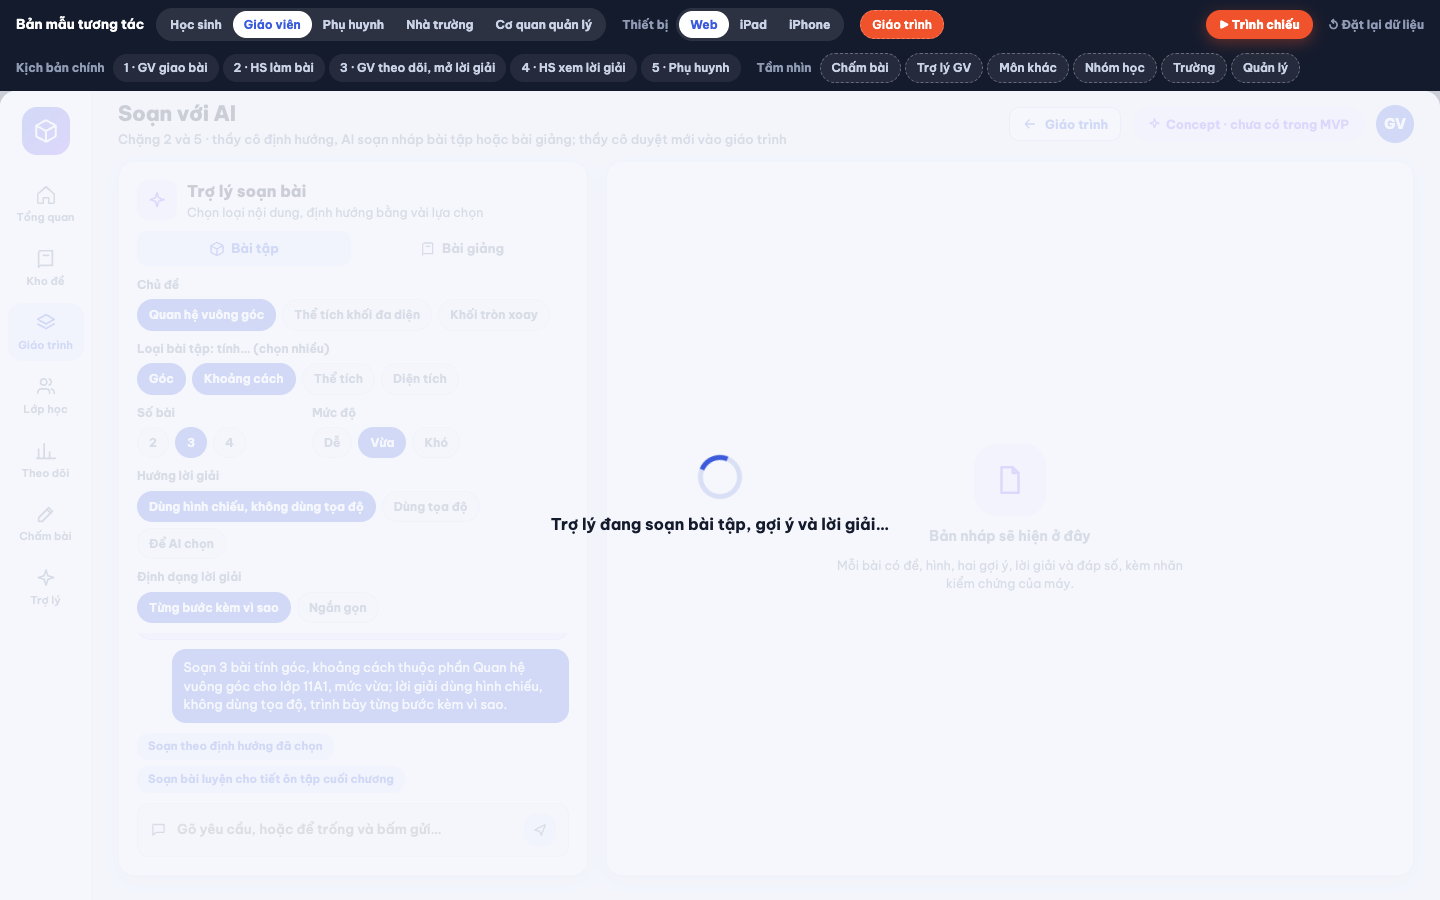 Bản mẫu tương tác
Học sinh
Giáo viên
Phụ huynh
Nhà trường
Cơ quan quản lý
Thiết bị
Web
iPad
iPhone
Giáo trình
Trình chiếu
Đặt lại dữ liệu
Kịch bản chính
1 · GV giao bài
2 · HS làm bài
3 · GV theo dõi, mở lời giải
4 · HS xem lời giải
5 · Phụ huynh
Tầm nhìn
Chấm bài
Trợ lý GV
Môn khác
Nhóm học
Trường
Quản lý
Soạn với AI
Chặng 2 và 5 · thầy cô định hướng, AI soạn nháp bài tập hoặc bài giảng; thầy cô duyệt mới vào giáo trình
Giáo trình
Concept · chưa có trong MVP
GV
Tổng quan
Kho đề
Giáo trình
Lớp học
Theo dõi
Chấm bài
Trợ lý
Trợ lý soạn bài
Chọn loại nội dung, định hướng bằng vài lựa chọn
Bài tập
Bài giảng
Chủ đề
Quan hệ vuông góc
Thể tích khối đa diện
Khối tròn xoay
Loại bài tập: tính... (chọn nhiều)
Góc
Khoảng cách
Thể tích
Diện tích
Số bài
Mức độ
2
3
4
Dễ
Vừa
Khó
Hướng lời giải
Dùng hình chiếu, không dùng tọa độ
Dùng tọa độ
Để AI chọn
Định dạng lời giải
Từng bước kèm vì sao
Ngắn gọn
Soạn 3 bài tính góc, khoảng cách thuộc phần Quan hệ
vuông góc cho lớp 11A1, mức vừa; lời giải dùng hình chiếu,
không dùng tọa độ, trình bày từng bước kèm vì sao.
Soạn theo định hướng đã chọn
Soạn bài luyện cho tiết ôn tập cuối chương
Gõ yêu cầu, hoặc để trống và bấm gửi...
Trợ lý đang soạn bài tập, gợi ý và lời giải...
Bản nháp sẽ hiện ở đây
Mỗi bài có đề, hình, hai gợi ý, lời giải và đáp số, kèm nhãn
kiểm chứng của máy.